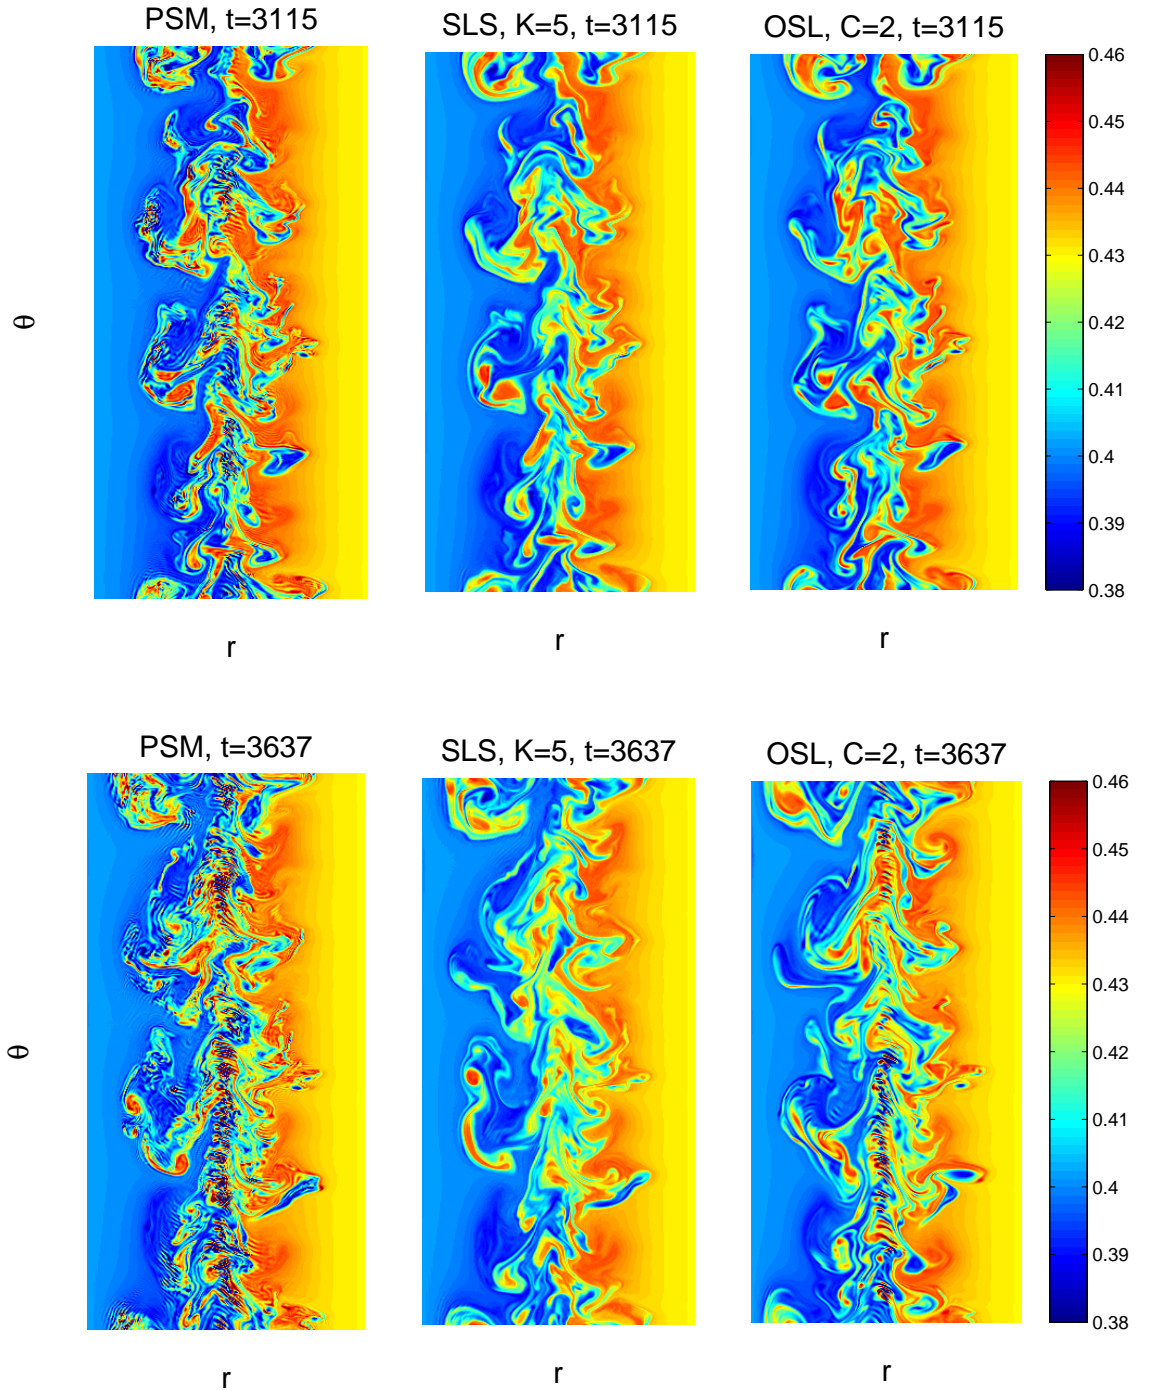 PSM, t=3115
SLS, K=5, t=3115
OSL, C=2, t=3115
0.46
0.45
0.44
0.43
0.42
0.41
0.4
0.39
0.38
θ
r
r
r
PSM, t=3637
SLS, K=5, t=3637
OSL, C=2, t=3637
0.46
0.45
0.44
0.43
0.42
0.41
0.4
0.39
0.38
θ
r
r
r